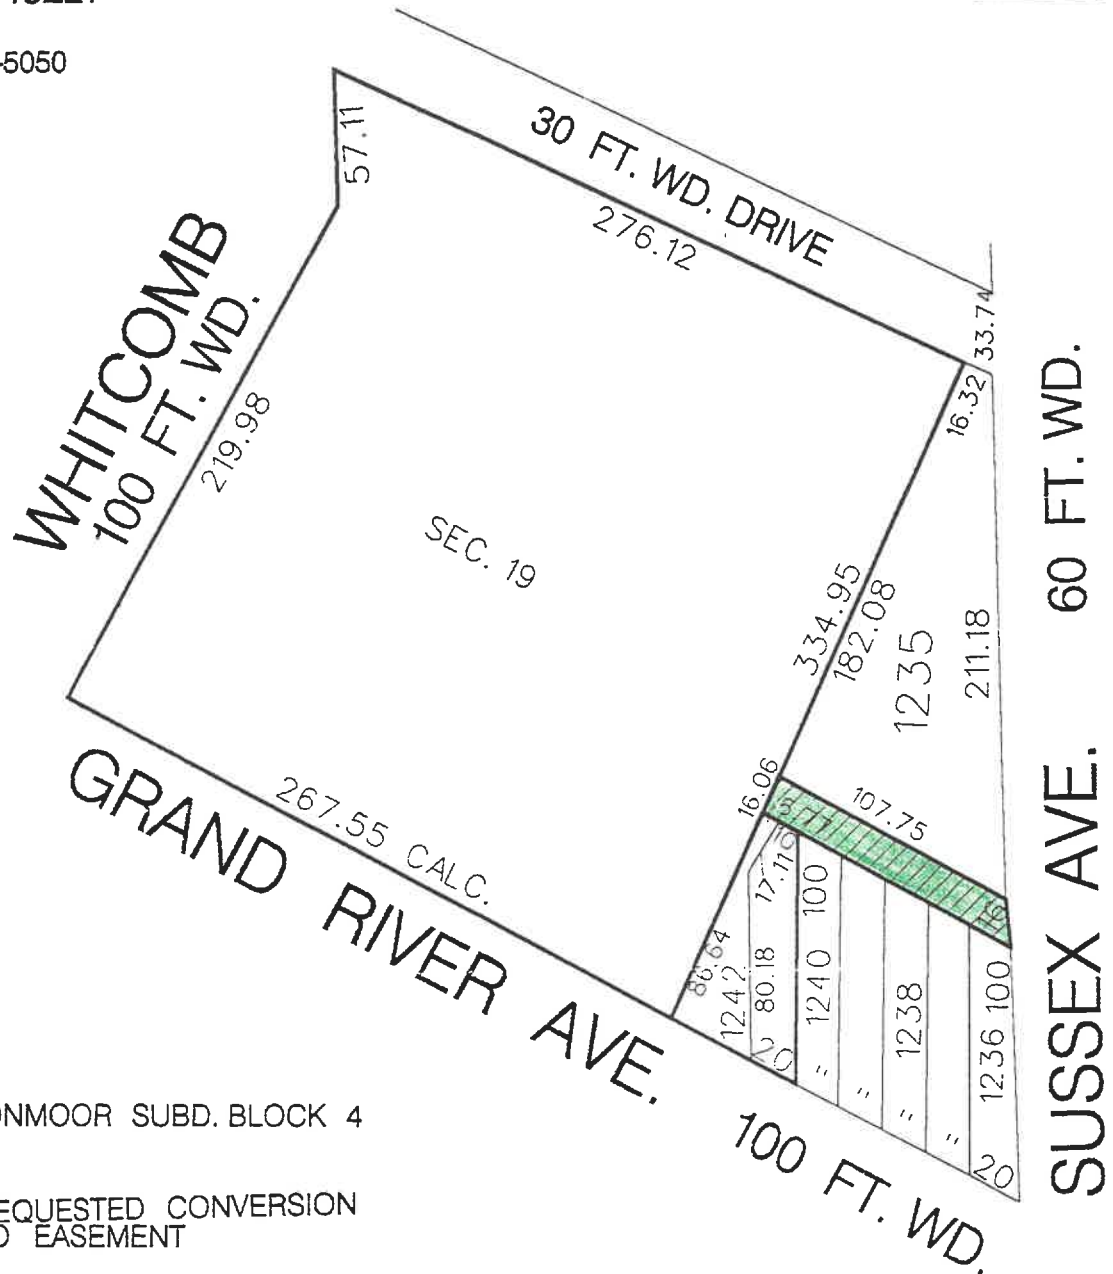 -5050
30 FT. WD. DRIVE
57.11
276.12
WHITCOMB
100 FT. WD.
219.98
33.74
16.32
60 FT. WD.
SEC. 19
334.95
182.08
1235
211.18
SUSSEX AVE.
16.06
107.75
10
17.11
100
GRAND RIVER AVE.
267.55 CALC.
86.64
1242
80.18
1240
1238
1236 100
20
"
"
"
"
20
100 FT. WD.
ONMOOR SUBD. BLOCK 4
EQUESTED CONVERSION
O EASEMENT